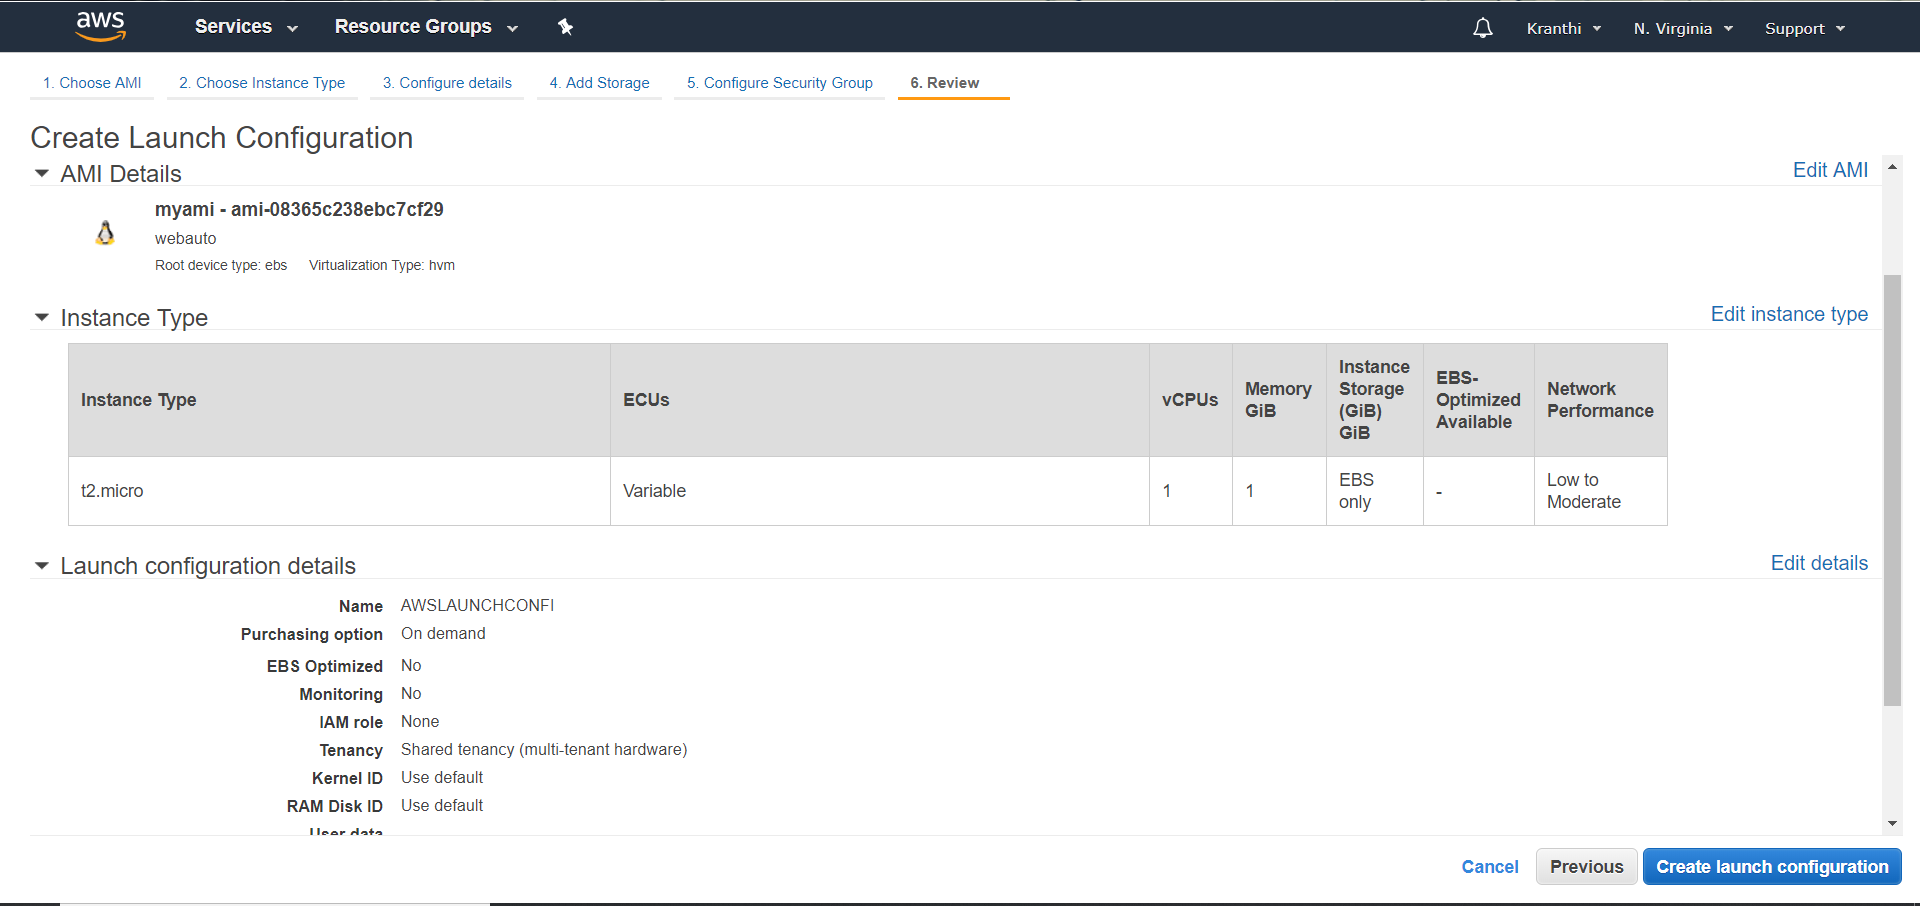 aws Services Resource Groups Kranthi N. Virginia Support
1. Choose AMI 2. Choose Instance Type 3. Configure details 4. Add Storage 5. Configure Security Group 6. Review
Create Launch Configuration
AMI Details Edit AMI
myami - ami-08365c238ebc7cf29
webauto
Root device type: ebs Virtualization Type: hvm
Instance Type Edit instance type
Instance Type ECUs vCPUs Memory GiB Instance Storage (GiB) GiB EBS-Optimized Available Network Performance
t2.micro Variable 1 1 EBS only - Low to Moderate
Launch configuration details Edit details
Name AWSLAUNCHCONFI
Purchasing option On demand
EBS Optimized No
Monitoring No
IAM role None
Tenancy Shared tenancy (multi-tenant hardware)
Kernel ID Use default
RAM Disk ID Use default
User data
Cancel Previous Create launch configuration